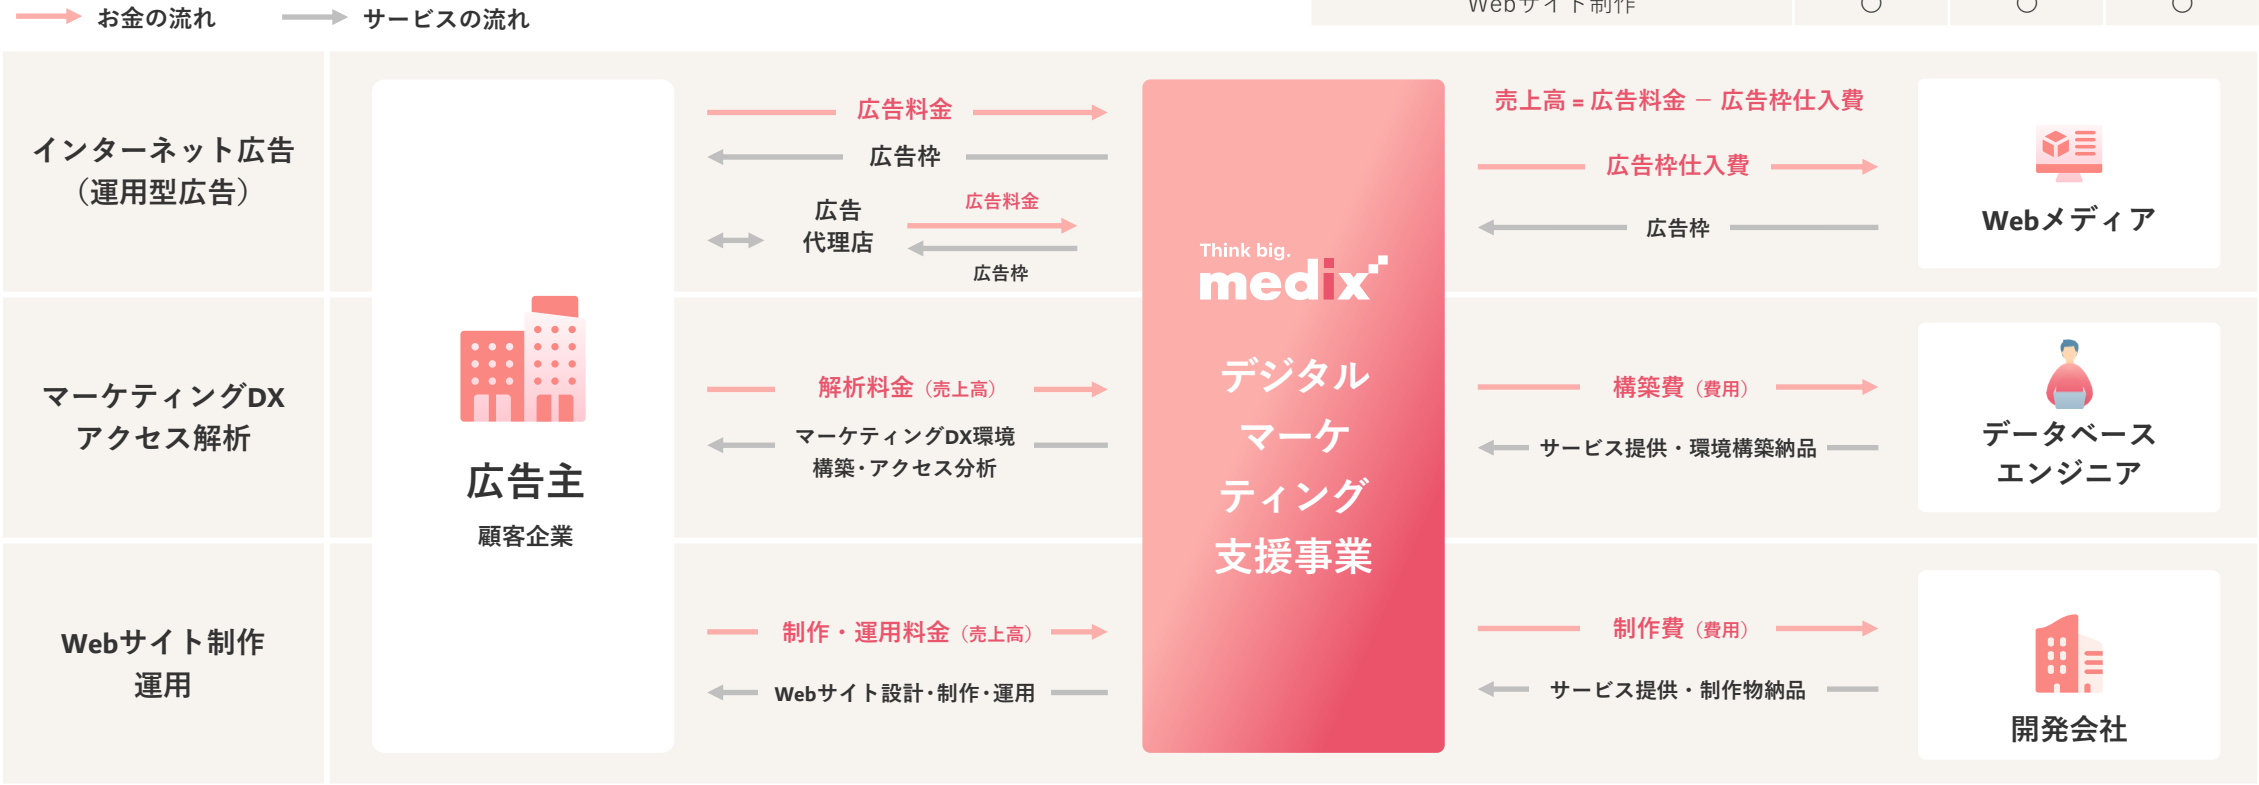 お金の流れ
サービスの流れ
Webサイト制作
○ ○ ○
インターネット広告
（運用型広告）
広告料金
広告枠
広告
代理店
広告料金
広告枠
売上高 = 広告料金 － 広告枠仕入費
広告枠仕入費
広告枠
Webメディア
マーケティングDX
アクセス解析
広告主
顧客企業
解析料金（売上高）
マーケティングDX環境
構築・アクセス分析
Think big.
medix
デジタル
マーケ
ティング
支援事業
構築費（費用）
サービス提供・環境構築納品
データベース
エンジニア
Webサイト制作
運用
制作・運用料金（売上高）
Webサイト設計・制作・運用
制作費（費用）
サービス提供・制作物納品
開発会社